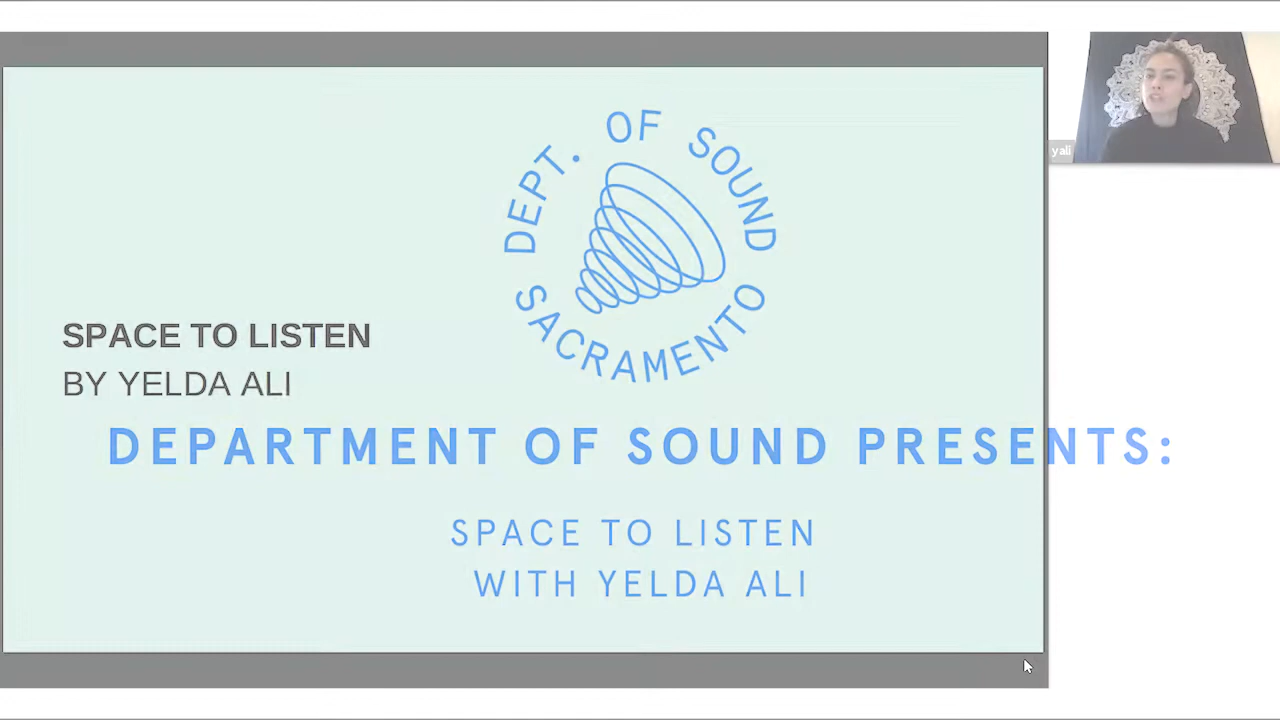 DEPT. OF SOUND
SACRAMENTO
yali
SPACE TO LISTEN
BY YELDA ALI
DEPARTMENT OF SOUND PRESENTS:
SPACE TO LISTEN
WITH YELDA ALI